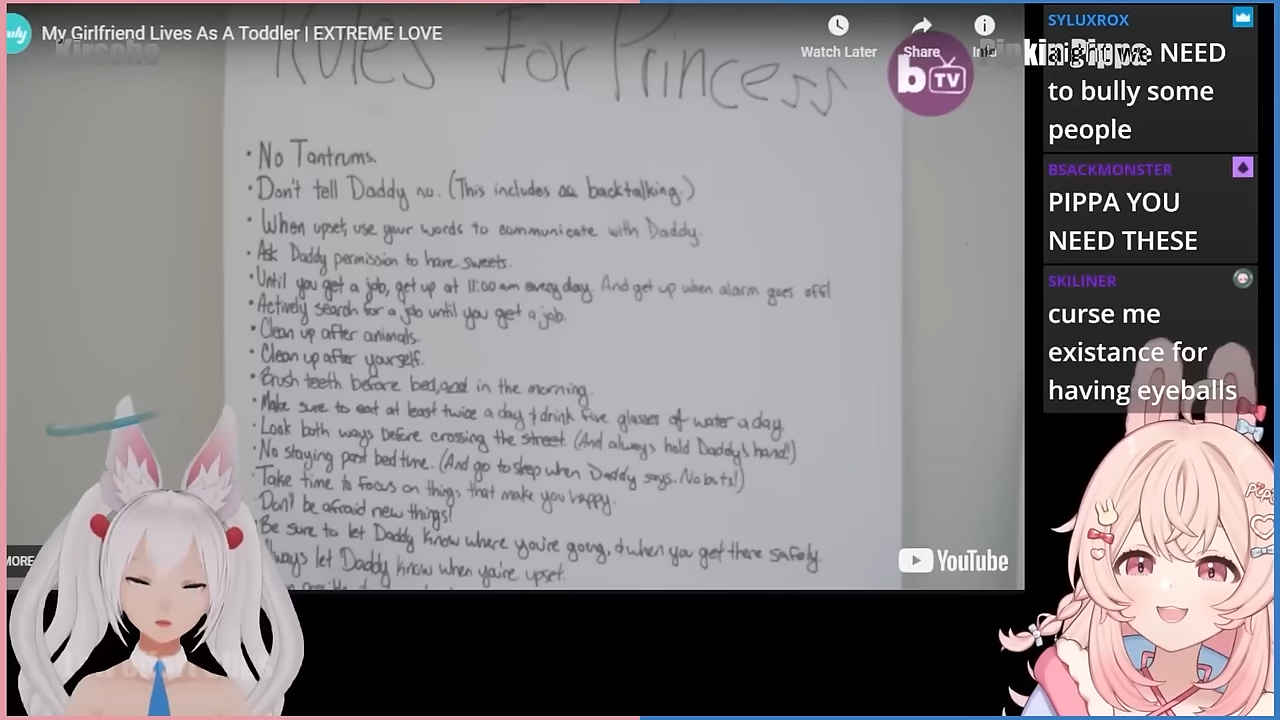 My Girlfriend Lives As A Toddler | EXTREME LOVE
Watch Later
Share
Info
Kirsche
Pipkin Pippa
b TV
Rules For Princess
• No Tantrums.
• Don't tell Daddy no. (This includes backtalking.)
• When upset, use your words to communicate with Daddy.
• Ask Daddy permission to have sweets.
• Until you get a job, get up at 11:00am every day. And get up when alarm goes off!
• Actively search for a job until you get a job.
• Clean up after animals.
• Clean up after yourself.
• Brush teeth before bed, and in the morning.
• Make sure to eat at least twice a day & drink five glasses of water a day.
• Look both ways before crossing the street. (And always hold Daddy's hand!)
• No staying past bedtime. (And go to sleep when Daddy says. No buts!)
• Take time to focus on things that make you happy.
• Don't be afraid new things!
• Be sure to let Daddy know where you're going, & when you get there safely.
Always let Daddy know when you're upset.
MORE
YouTube
SYLUXROX
we NEED
to bully some
people
BSACKMONSTER
PIPPA YOU
NEED THESE
SKILINER
curse me
existance for
having eyeballs